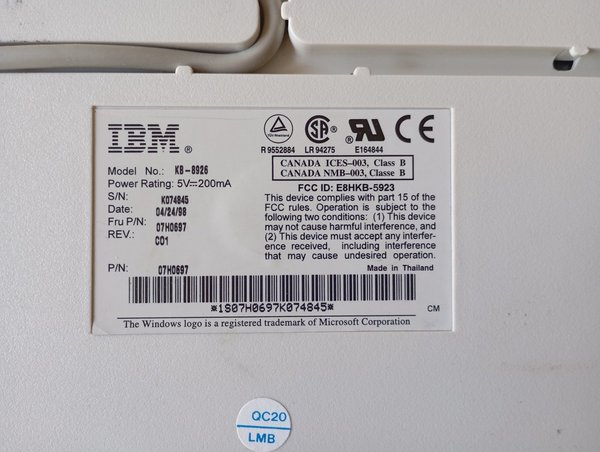 IBM ®
R 9552884 LR 94275 E164844
CANADA ICES-003, Class B
CANADA NMB-003, Classe B
Model No.: KB-8926
Power Rating: 5V⎓200mA
S/N: K074845
Date: 04/24/98
Fru P/N: 07H0697
REV.: C01
P/N: 07H0697
FCC ID: E8HKB-5923
This device complies with part 15 of the
FCC rules. Operation is subject to the
following two conditions: (1) This device
may not cause harmful interference, and
(2) This device must accept any interfer-
ence received, including interference
that may cause undesired operation.
Made in Thailand
*1S07H0697K074845*
CM
The Windows logo is a registered trademark of Microsoft Corporation
QC20
LMB